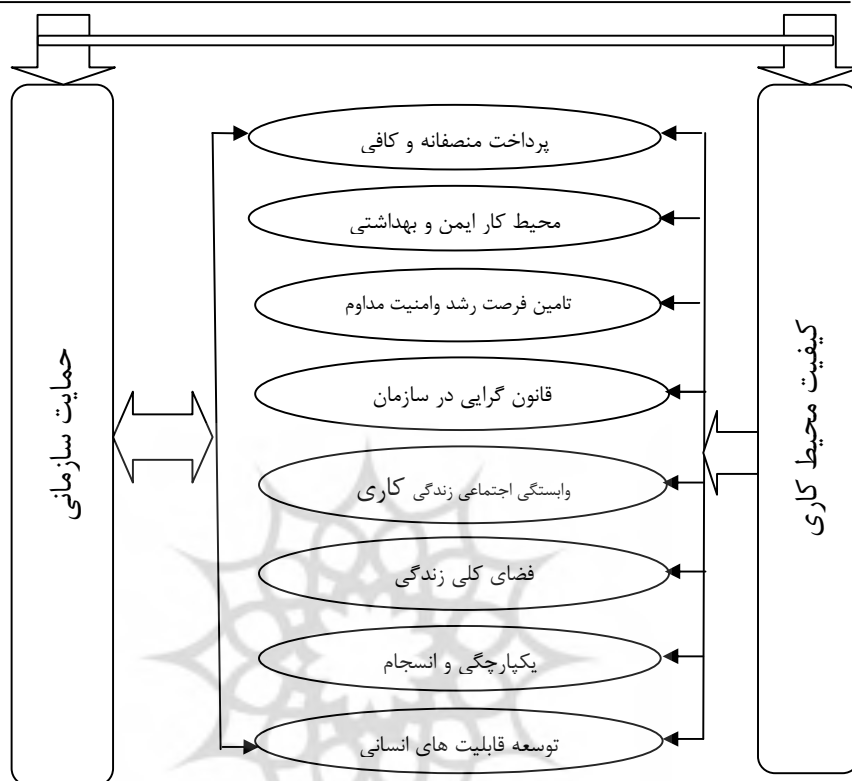 پرداخت منصفانه و کافی
محیط کار ایمن و بهداشتی
تامین فرصت رشد وامنیت مداوم
قانون گرایی در سازمان
وابستگی اجتماعی زندگی کاری
فضای کلی زندگی
یکپارچگی و انسجام
توسعه قابلیت های انسانی
کیفیت محیط کاری
حمایت سازمانی